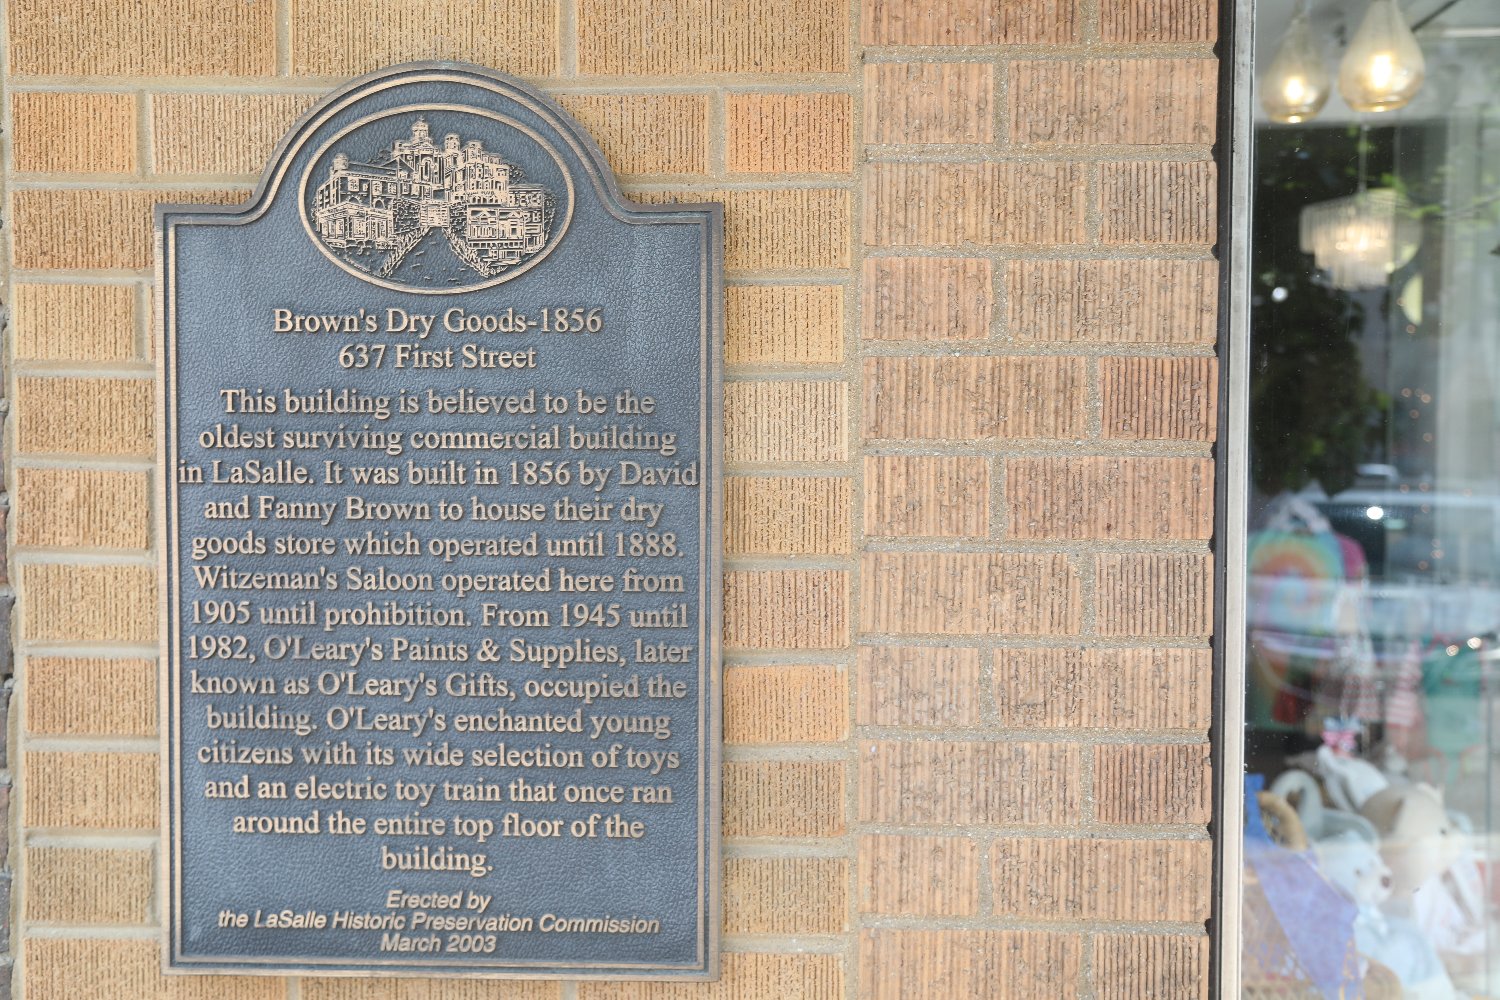 Brown's Dry Goods-1856
637 First Street
This building is believed to be the
oldest surviving commercial building
in LaSalle. It was built in 1856 by David
and Fanny Brown to house their dry
goods store which operated until 1888.
Witzeman's Saloon operated here from
1905 until prohibition. From 1945 until
1982, O'Leary's Paints & Supplies, later
known as O'Leary's Gifts, occupied the
building. O'Leary's enchanted young
citizens with its wide selection of toys
and an electric toy train that once ran
around the entire top floor of the
building.
Erected by
the LaSalle Historic Preservation Commission
March 2003